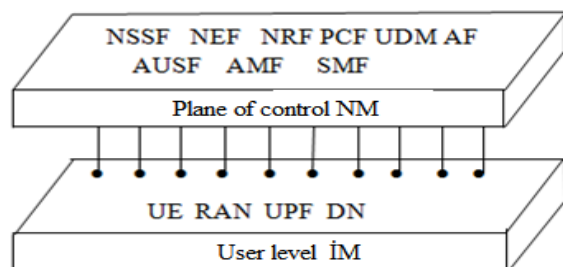 NSSF NEF NRF PCF UDM AF
AUSF AMF SMF
Plane of control NM
UE RAN UPF DN
User level İM